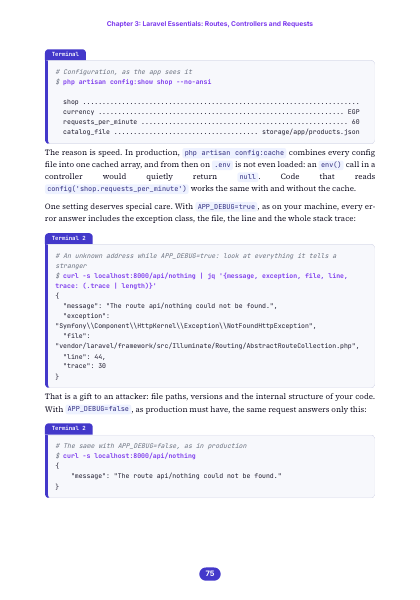 Chapter 3: Laravel Essentials: Routes, Controllers and Requests
Terminal
# Configuration, as the app sees it
$ php artisan config:show shop --no-ansi
shop ......................................................................
currency .............................................................. EGP
requests_per_minute .................................................... 60
catalog_file ..................................... storage/app/products.json
The reason is speed. In production, php artisan config:cache combines every config
file into one cached array, and from then on .env is not even loaded: an env() call in a
controller would quietly return null. Code that reads
config('shop.requests_per_minute') works the same with and without the cache.
One setting deserves special care. With APP_DEBUG=true, as on your machine, every er-
ror answer includes the exception class, the file, the line and the whole stack trace:
Terminal 2
# An unknown address while APP_DEBUG=true: look at everything it tells a
stranger
$ curl -s localhost:8000/api/nothing | jq '{message, exception, file, line,
trace: (.trace | length)}'
{
"message": "The route api/nothing could not be found.",
"exception":
"Symfony\\Component\\HttpKernel\\Exception\\NotFoundHttpException",
"file":
"vendor/laravel/framework/src/Illuminate/Routing/AbstractRouteCollection.php",
"line": 44,
"trace": 30
}
That is a gift to an attacker: file paths, versions and the internal structure of your code.
With APP_DEBUG=false, as production must have, the same request answers only this:
Terminal 2
# The same with APP_DEBUG=false, as in production
$ curl -s localhost:8000/api/nothing
{
"message": "The route api/nothing could not be found."
}
75